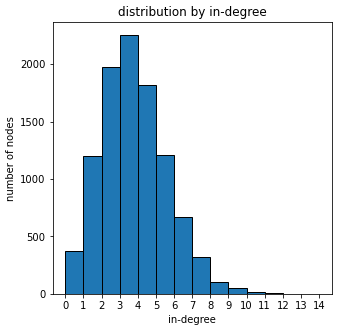 distribution by in-degree
number of nodes
2000
1500
1000
500
0
0 1 2 3 4 5 6 7 8 9 10 11 12 13 14
in-degree